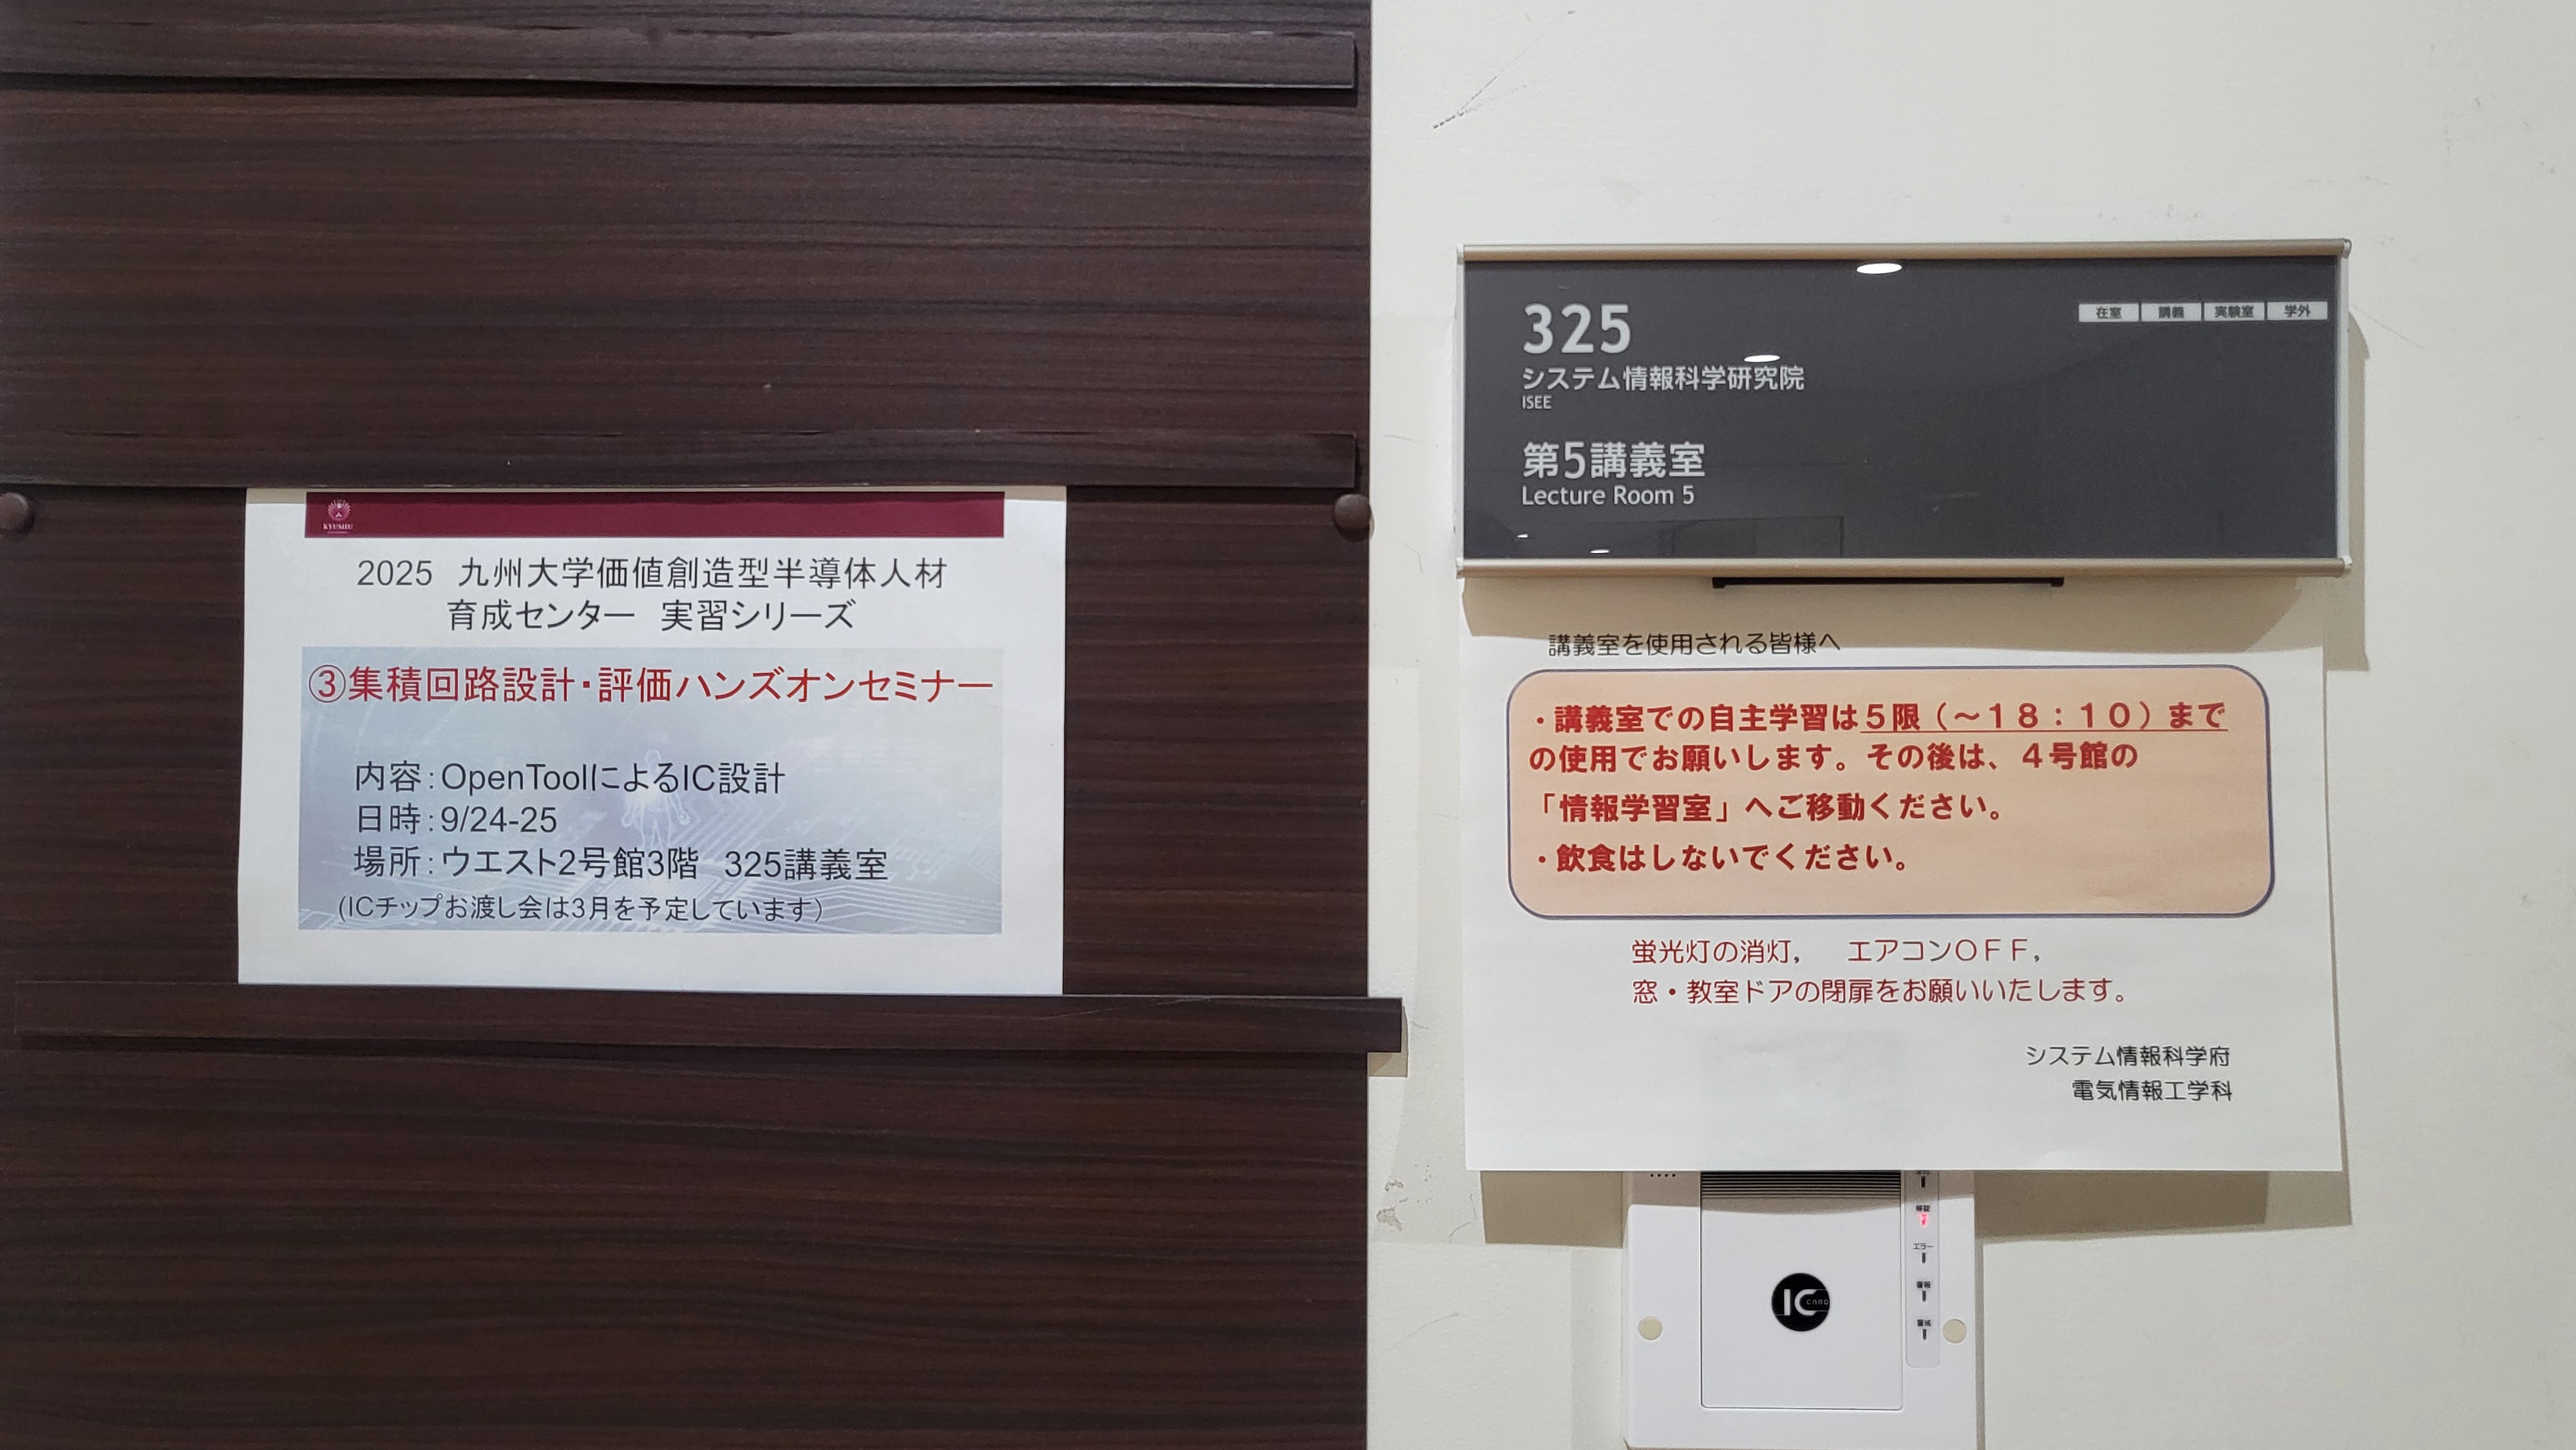 KYUSHU
2025 九州大学価値創造型半導体人材
育成センター 実習シリーズ
③集積回路設計・評価ハンズオンセミナー
内容:OpenToolによるIC設計
日時:9/24-25
場所:ウエスト2号館3階 325講義室
(ICチップお渡し会は3月を予定しています)
325
システム情報科学研究院
ISEE
第5講義室
Lecture Room 5
在室 講義 実験室 学外
講義室を使用される皆様へ
・講義室での自主学習は5限(~18:10)まで
の使用でお願いします。その後は、4号館の
「情報学習室」へご移動ください。
・飲食はしないでください。
蛍光灯の消灯, エアコンOFF,
窓・教室ドアの閉扉をお願いいたします。
システム情報科学府
電気情報工学科
エラー
IC CARD